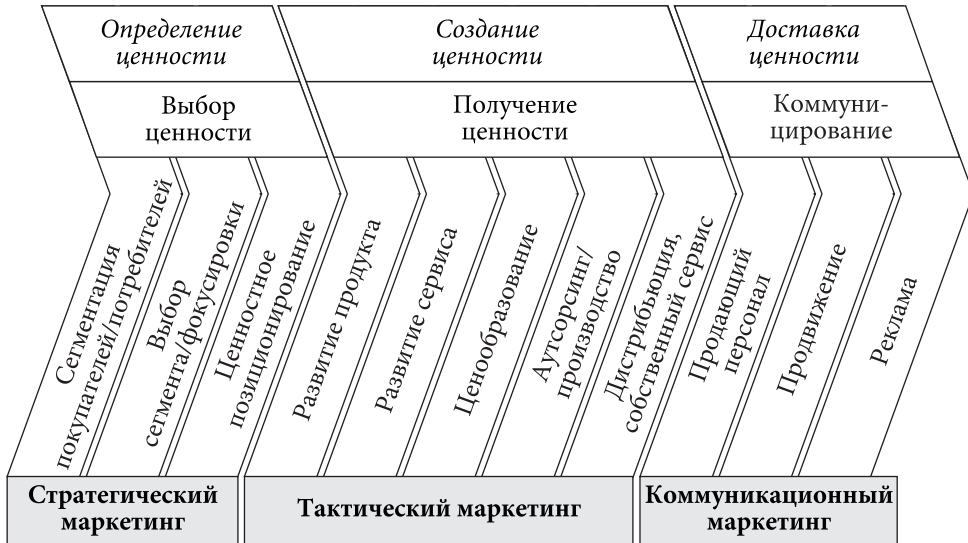 Определение
ценности
Создание
ценности
Доставка
ценности
Выбор
ценности
Получение
ценности
Коммуни-
цирование
Сегментация
покупателей/потребителей
Выбор
сегмента/фокусировки
Ценностное
позиционирование
Развитие продукта
Развитие сервиса
Ценообразование
Аутсорсинг/
производство
Дистрибьюция,
собственный сервис
Продающий
персонал
Продвижение
Реклама
Стратегический
маркетинг
Тактический маркетинг
Коммуникационный
маркетинг